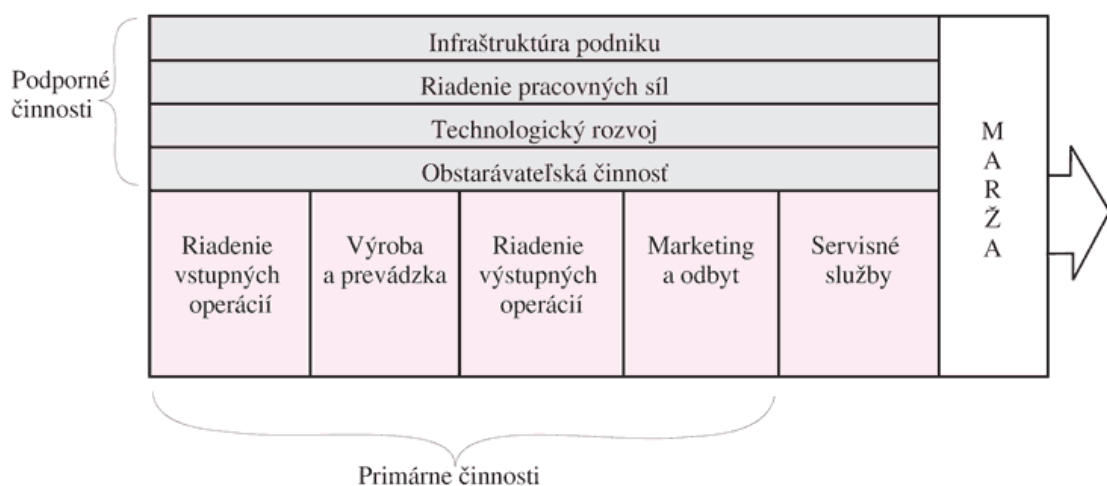 Podporné
činnosti
Infraštruktúra podniku
Riadenie pracovných síl
Technologický rozvoj
Obstarávateľská činnosť
Riadenie
vstupných
operácií
Výroba
a prevádzka
Riadenie
výstupných
operácií
Marketing
a odbyt
Servisné
služby
M
A
R
Ž
A
Primárne činnosti